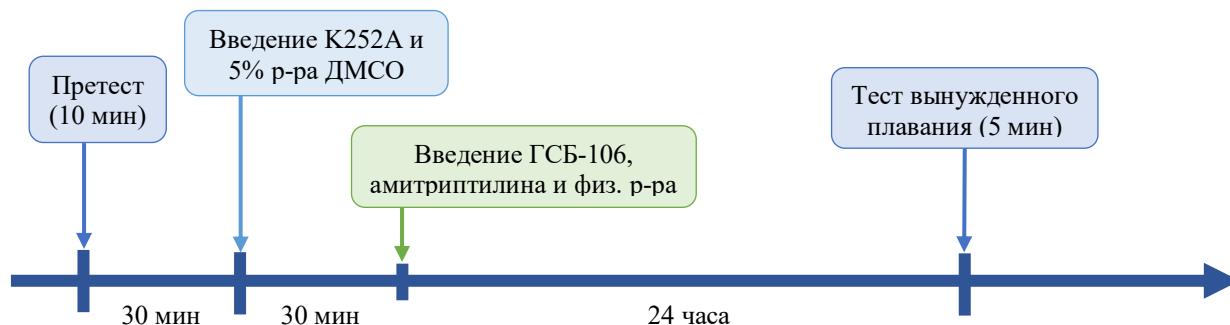 Введение K252A и
5% р-ра ДМСО
Претест
(10 мин)
Тест вынужденного
плавания (5 мин)
Введение ГСБ-106,
амитриптилина и физ. р-ра
30 мин
30 мин
24 часа